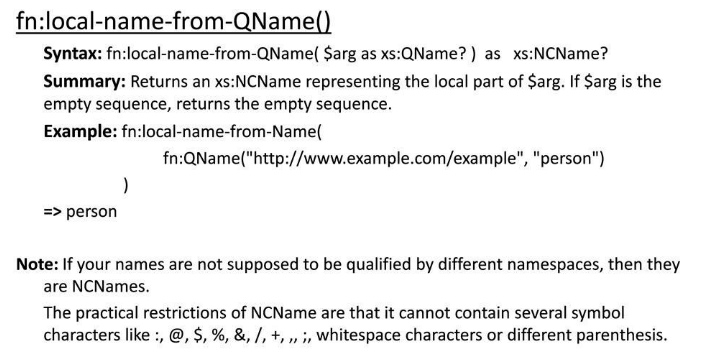 fn:local-name-from-QName()
Syntax: fn:local-name-from-QName( $arg as xs:QName? ) as xs:NCName?
Summary: Returns an xs:NCName representing the local part of $arg. If $arg is the
empty sequence, returns the empty sequence.
Example: fn:local-name-from-Name(
fn:QName("http://www.example.com/example", "person")
)
=> person
Note: If your names are not supposed to be qualified by different namespaces, then they
are NCNames.
The practical restrictions of NCName are that it cannot contain several symbol
characters like :, @, $, %, &, /, +, ,, ;, whitespace characters or different parenthesis.